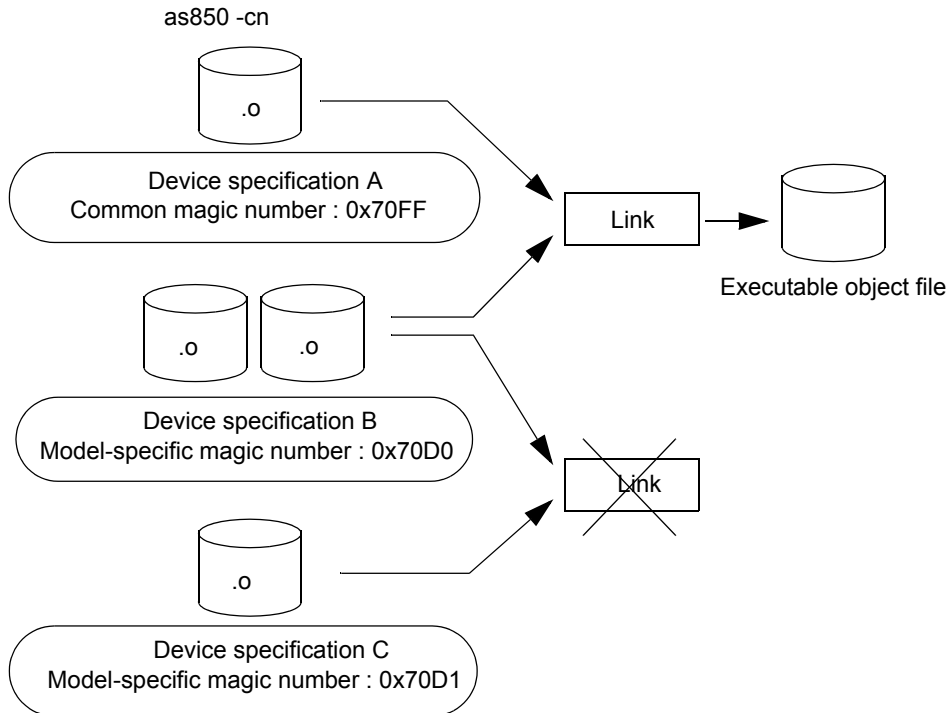 as850 -cn
.o
Device specification A
Common magic number : 0x70FF
Link
Executable object file
.o .o
Device specification B
Model-specific magic number : 0x70D0
Link
.o
Device specification C
Model-specific magic number : 0x70D1